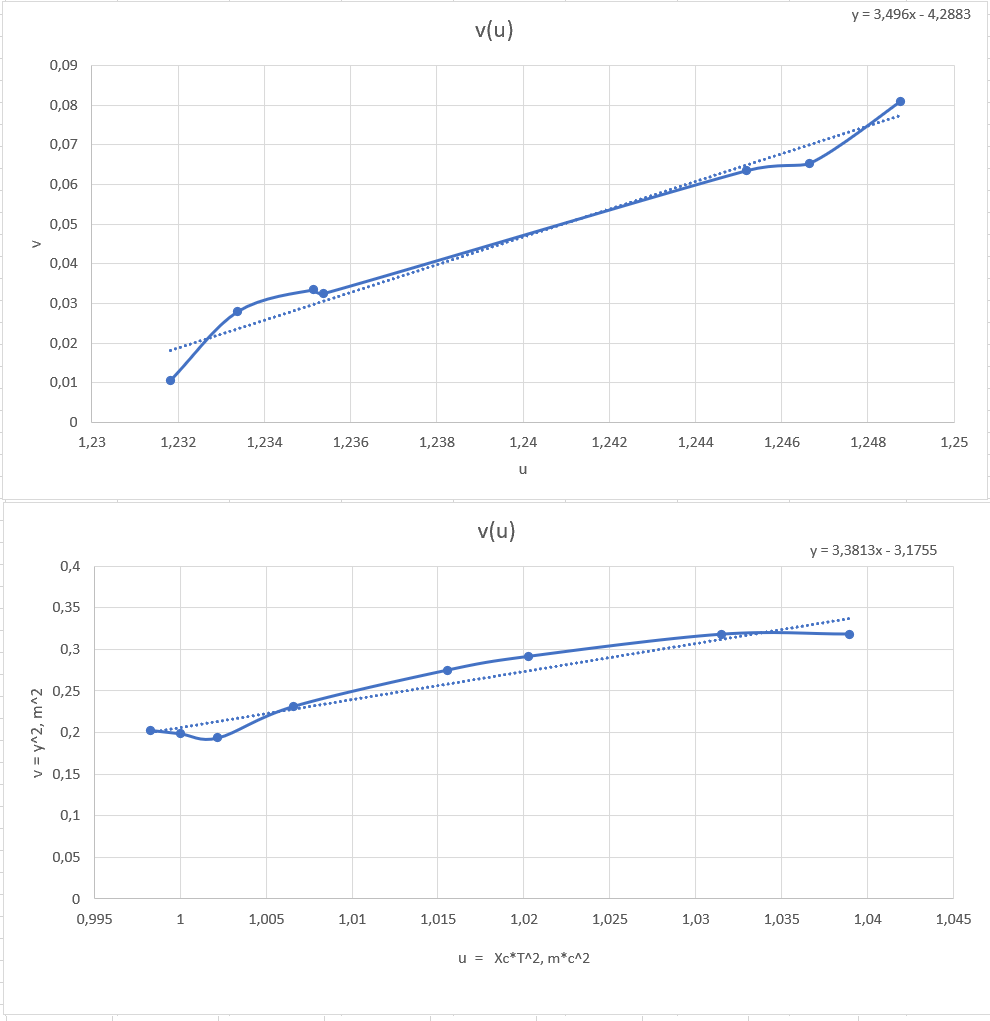 y = 3,496x - 4,2883
v(u)
0,09
0,08
0,07
0,06
0,05
0,04
0,03
0,02
0,01
0
v
1,23 1,232 1,234 1,236 1,238 1,24 1,242 1,244 1,246 1,248 1,25
u
v(u)
y = 3,3813x - 3,1755
0,4
0,35
0,3
0,25
0,2
0,15
0,1
0,05
0
v = y^2, m^2
0,995 1 1,005 1,01 1,015 1,02 1,025 1,03 1,035 1,04 1,045
u = Xc*T^2, m*c^2